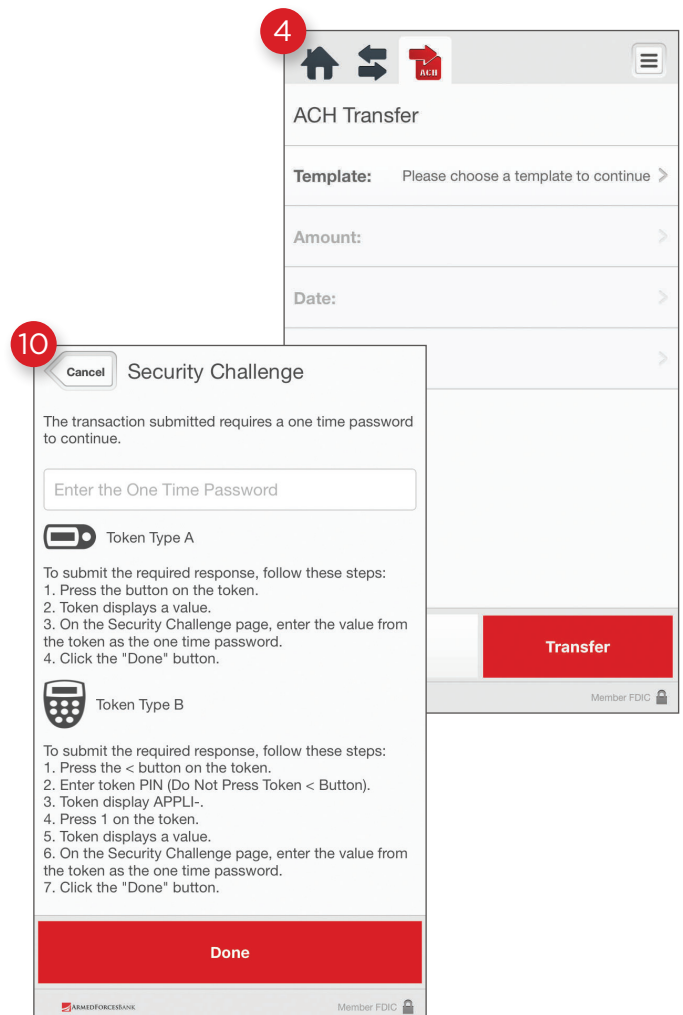 4
ACH
ACH Transfer
Template: Please choose a template to continue >
Amount: >
Date: >
>
Transfer
Member FDIC
10
Cancel Security Challenge
The transaction submitted requires a one time password
to continue.
Enter the One Time Password
Token Type A
To submit the required response, follow these steps:
1. Press the button on the token.
2. Token displays a value.
3. On the Security Challenge page, enter the value from
the token as the one time password.
4. Click the "Done" button.
Token Type B
To submit the required response, follow these steps:
1. Press the < button on the token.
2. Enter token PIN (Do Not Press Token < Button).
3. Token display APPLI-.
4. Press 1 on the token.
5. Token displays a value.
6. On the Security Challenge page, enter the value from
the token as the one time password.
7. Click the "Done" button.
Done
ARMEDFORCESBANK Member FDIC